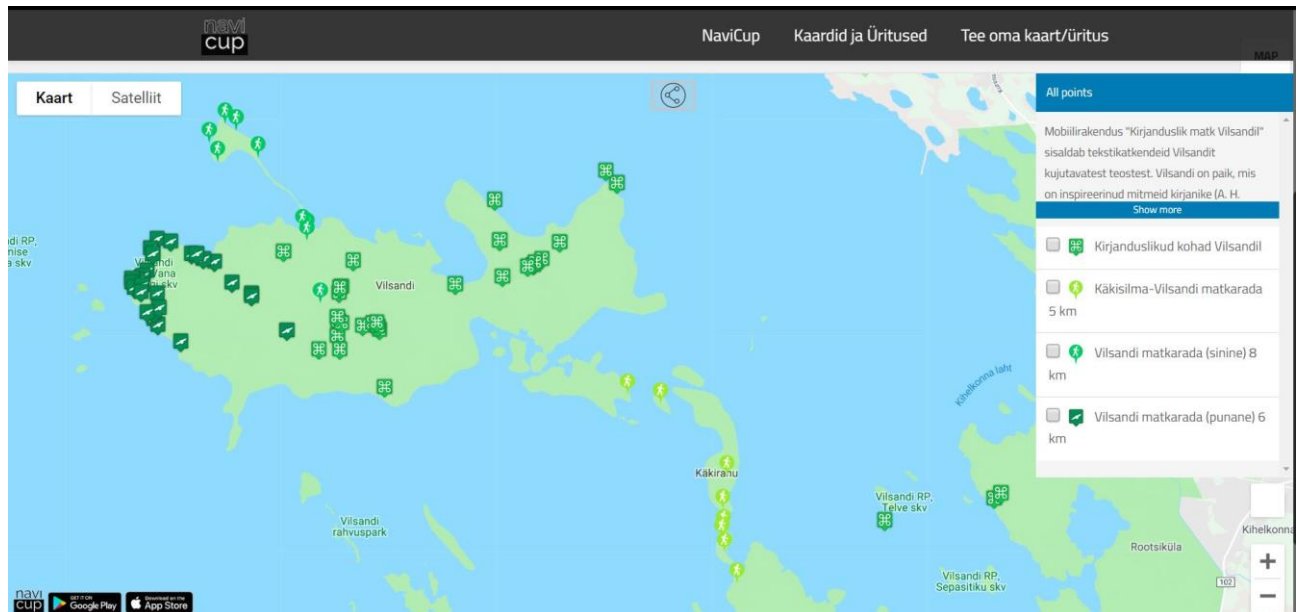 navi
cup
NaviCup
Kaardid ja Üritused
Tee oma kaart/üritus
MAP
Kaart
Satelliit
All points
Mobiilirakendus "Kirjanduslik matk Vilsandil"
sisaldab tekstikatkendeid Vilsandit
kujutavatest teostest. Vilsandi on paik, mis
on inspireerinud mitmeid kirjanike (A. H.
Show more
Kirjanduslikud kohad Vilsandil
Käkisilma-Vilsandi matkarada
5 km
Vilsandi matkarada (sinine) 8
km
Vilsandi matkarada (punane) 6
km
Vana
Vilsandi
Kihelkonna laht
Käkirahu
Vilsandi RP,
Telve skv
Vilsandi
rahvuspark
Rootsiküla
Vilsandi RP,
Sepasitiku skv
102
+
−
navi
cup
GET IT ON
Google Play
Download on the
App Store